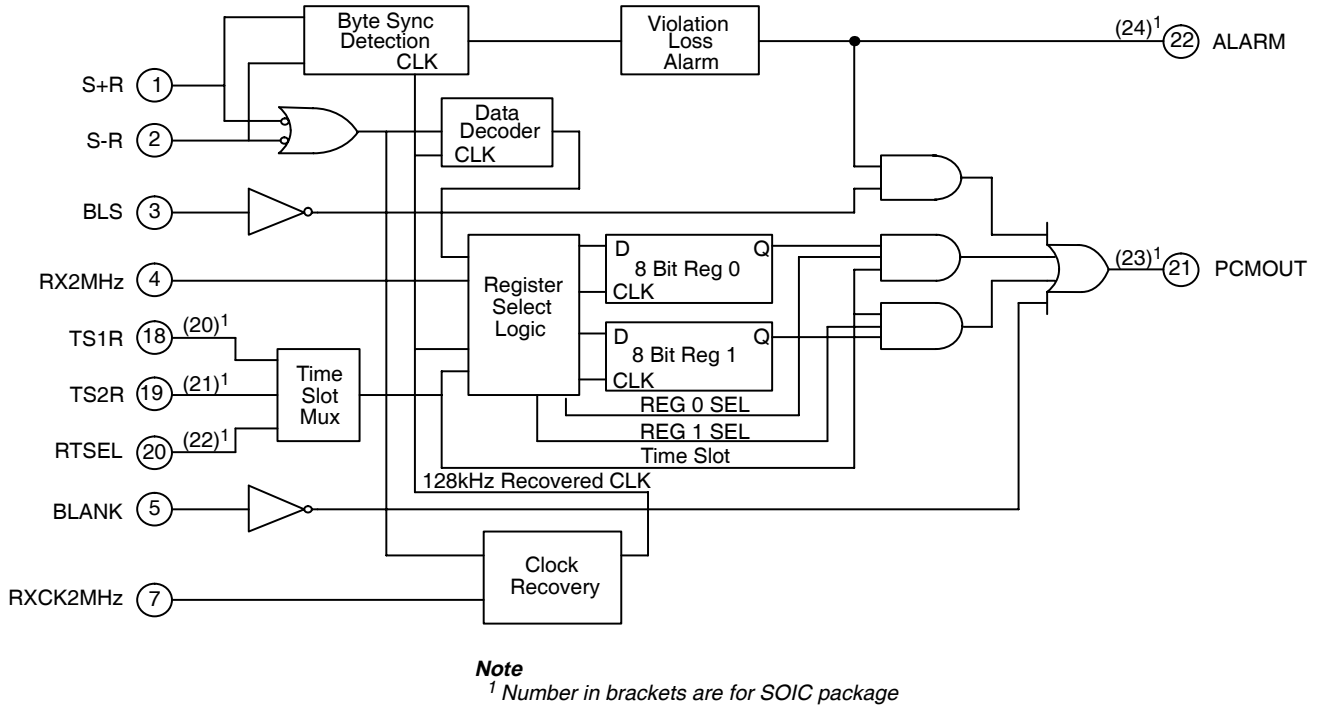 Byte Sync
Detection
CLK
Violation
Loss
Alarm
(24)1
22
ALARM
S+R
1
S-R
2
Data
Decoder
CLK
BLS
3
RX2MHz
4
Register
Select
Logic
D
Q
8 Bit Reg 0
CLK
D
Q
8 Bit Reg 1
CLK
(23)1
21
PCMOUT
TS1R
18
(20)1
TS2R
19
(21)1
RTSEL
20
(22)1
Time
Slot
Mux
REG 0 SEL
REG 1 SEL
Time Slot
128kHz Recovered CLK
BLANK
5
Clock
Recovery
RXCK2MHz
7
Note
1 Number in brackets are for SOIC package